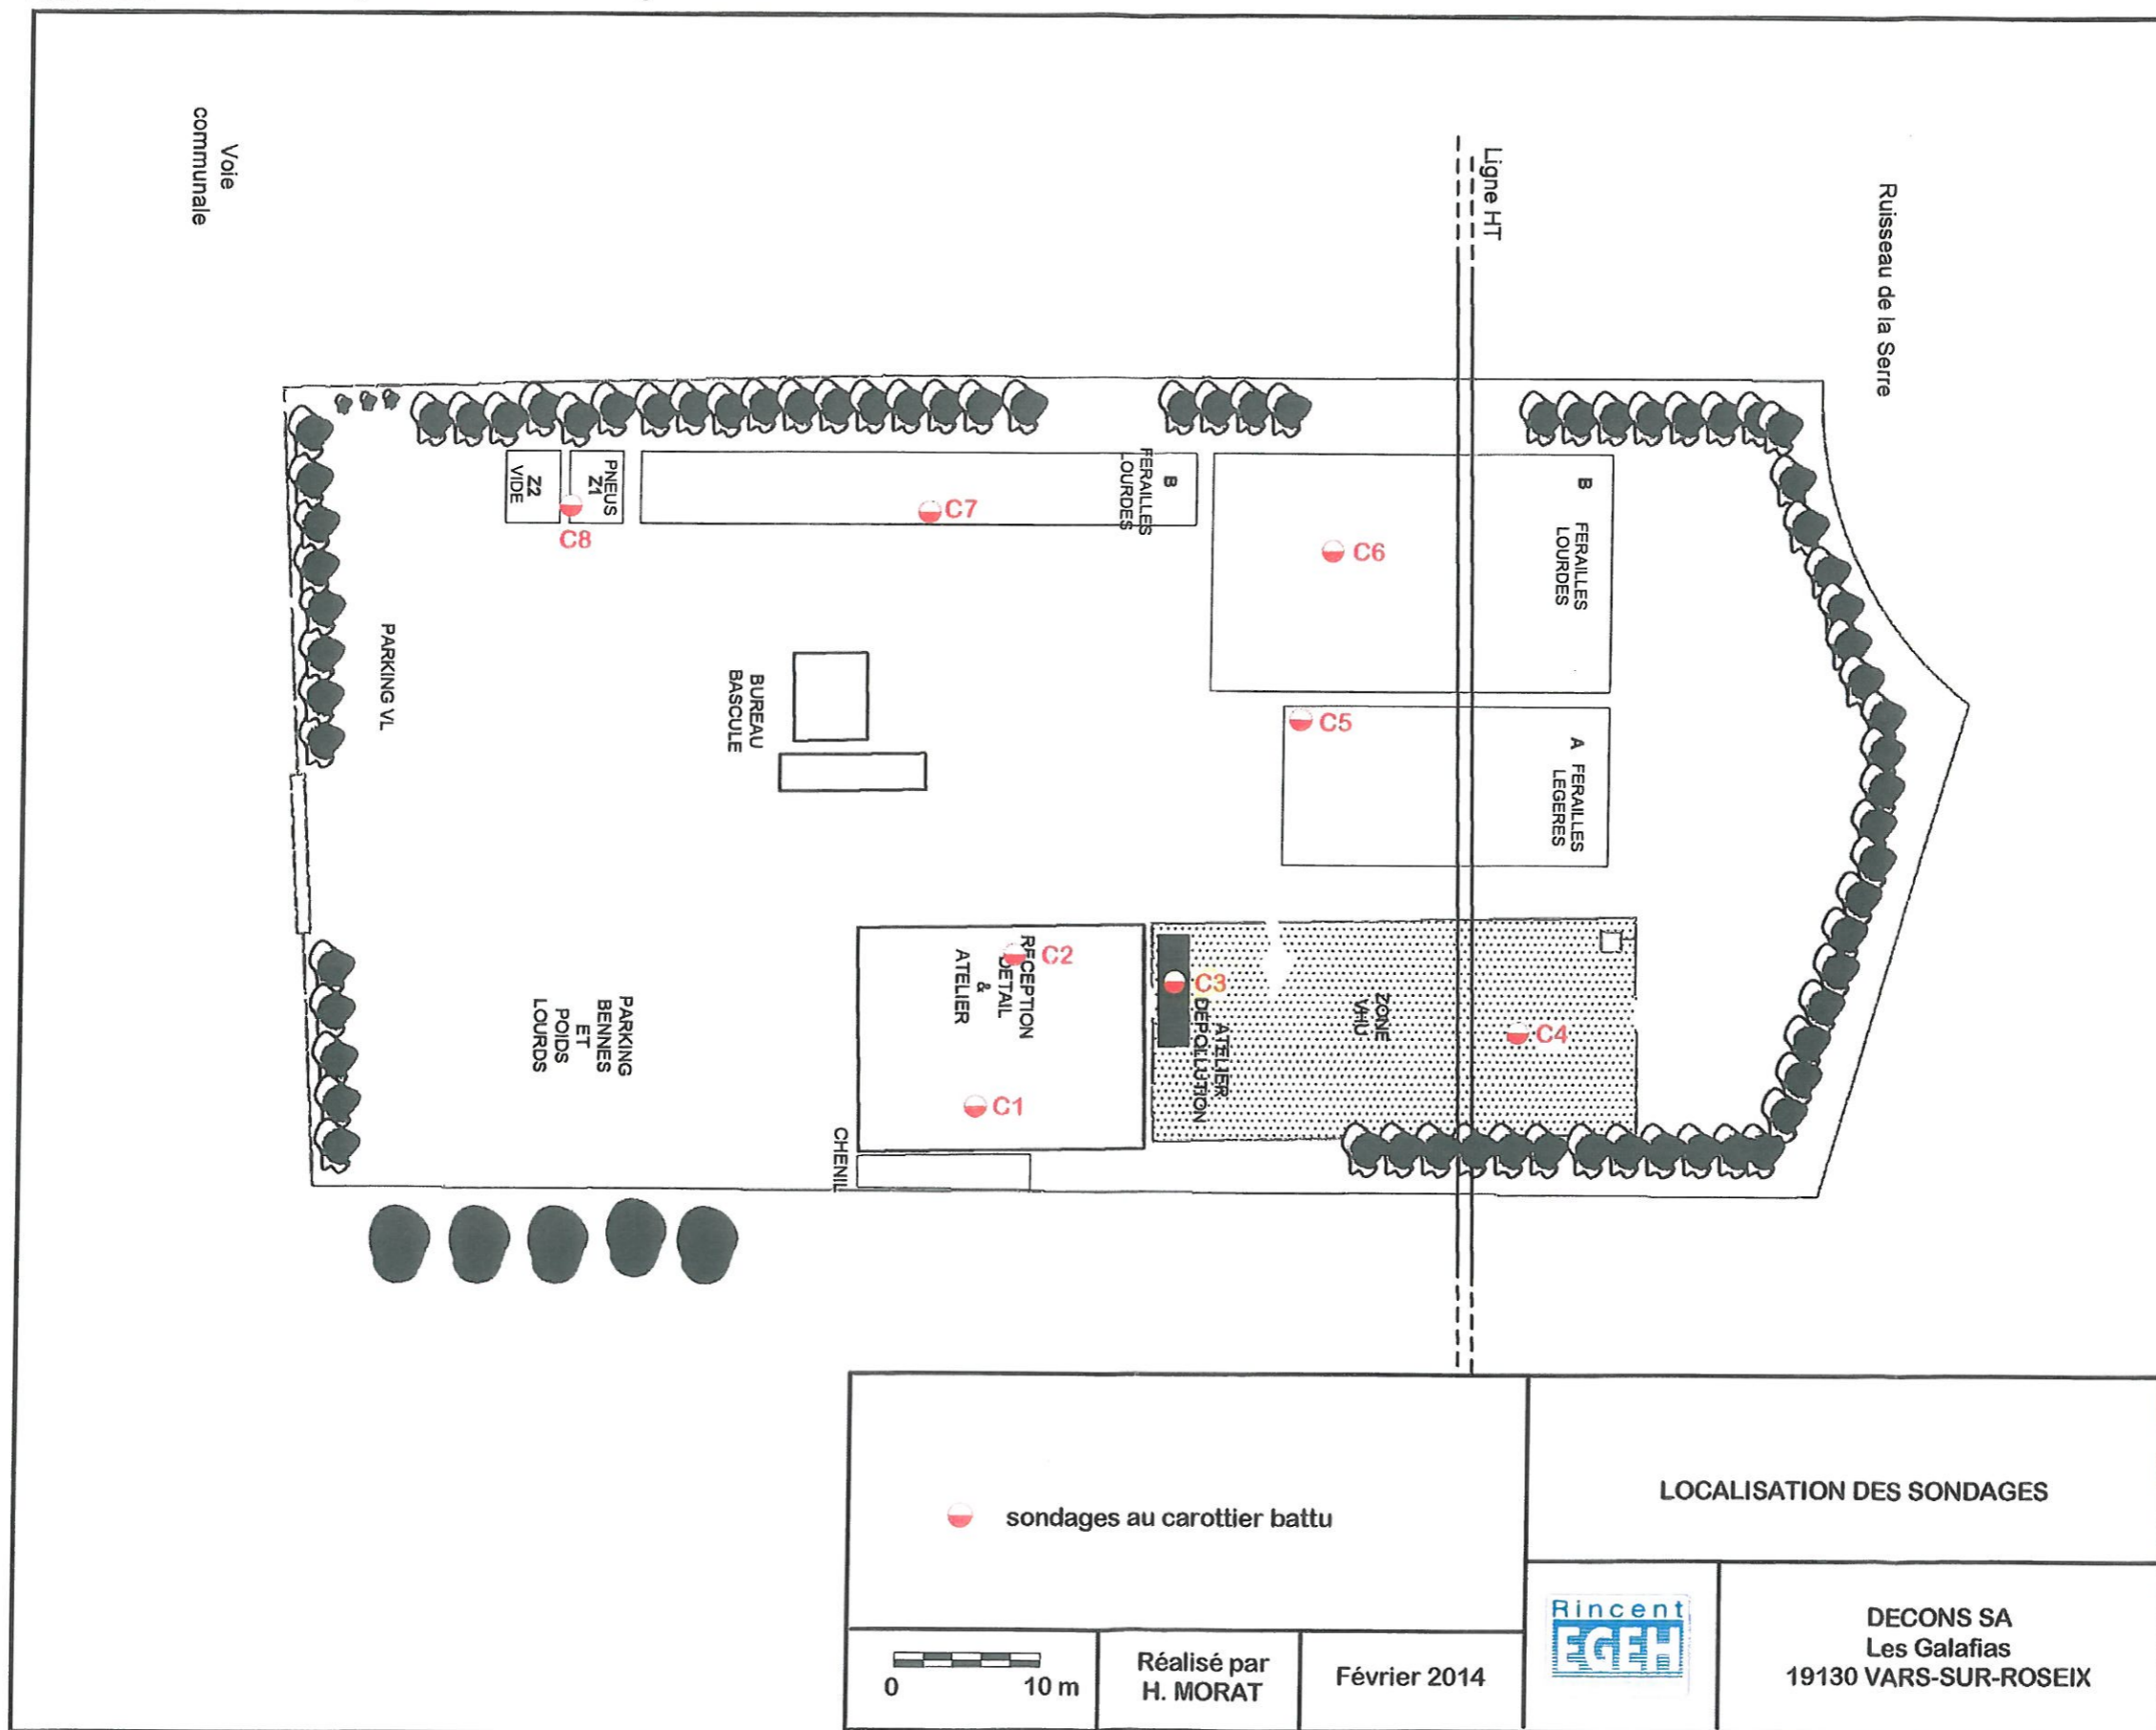 Voie
communale
Ligne HT
Ruisseau de la Serre
Z2
VIDE
PNEUS
Z1
C8
C7
B
FERAILLES
LOURDES
C6
B FERAILLES
LOURDES
PARKING VL
BUREAU
BASCULE
C5
A FERAILLES
LEGERES
PARKING
BENNES
ET
POIDS
LOURDS
RECEPTION
DETAIL
&
ATELIER
C2
C1
CHENIL
C3
ATELIER
DEPOLLUTION
ZONE
VHU
C4
sondages au carottier battu
LOCALISATION DES SONDAGES
0 10 m
Réalisé par
H. MORAT
Février 2014
Rincent
EGEH
DECONS SA
Les Galafias
19130 VARS-SUR-ROSEIX